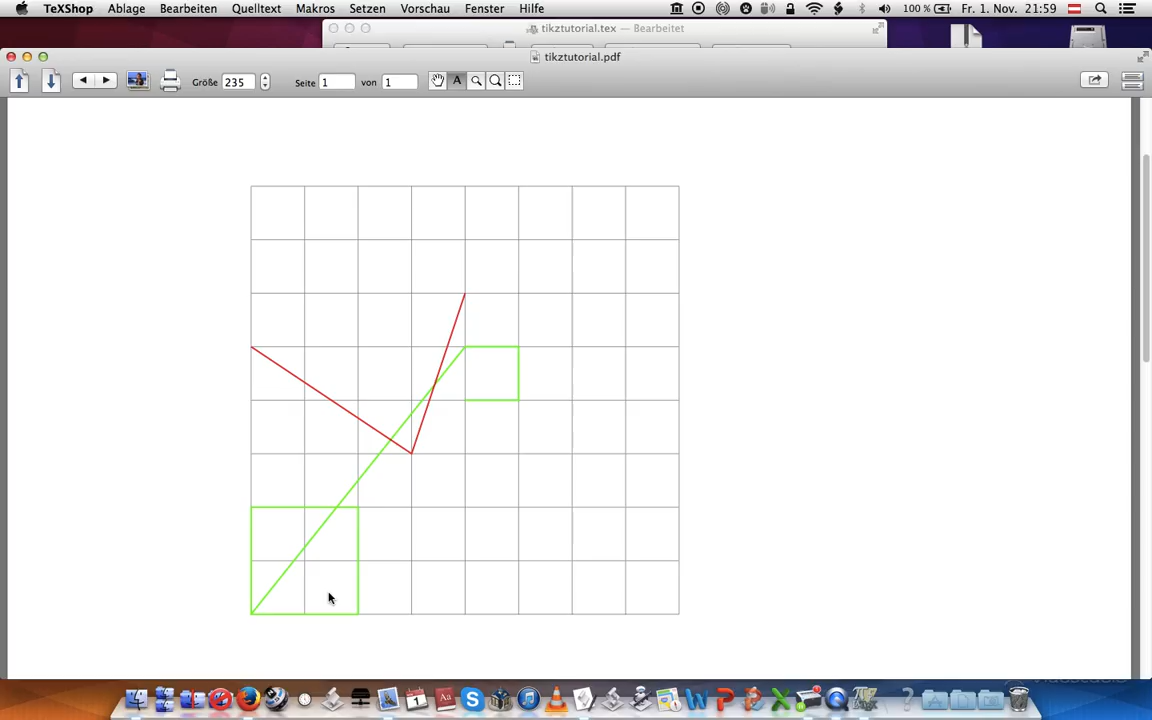 TeXShop Ablage Bearbeiten Quelltext Makros Setzen Vorschau Fenster Hilfe 100 % Fr. 1. Nov. 21:59
tikztutorial.tex — Bearbeitet
tikztutorial.pdf
Größe 235 Seite 1 von 1 A